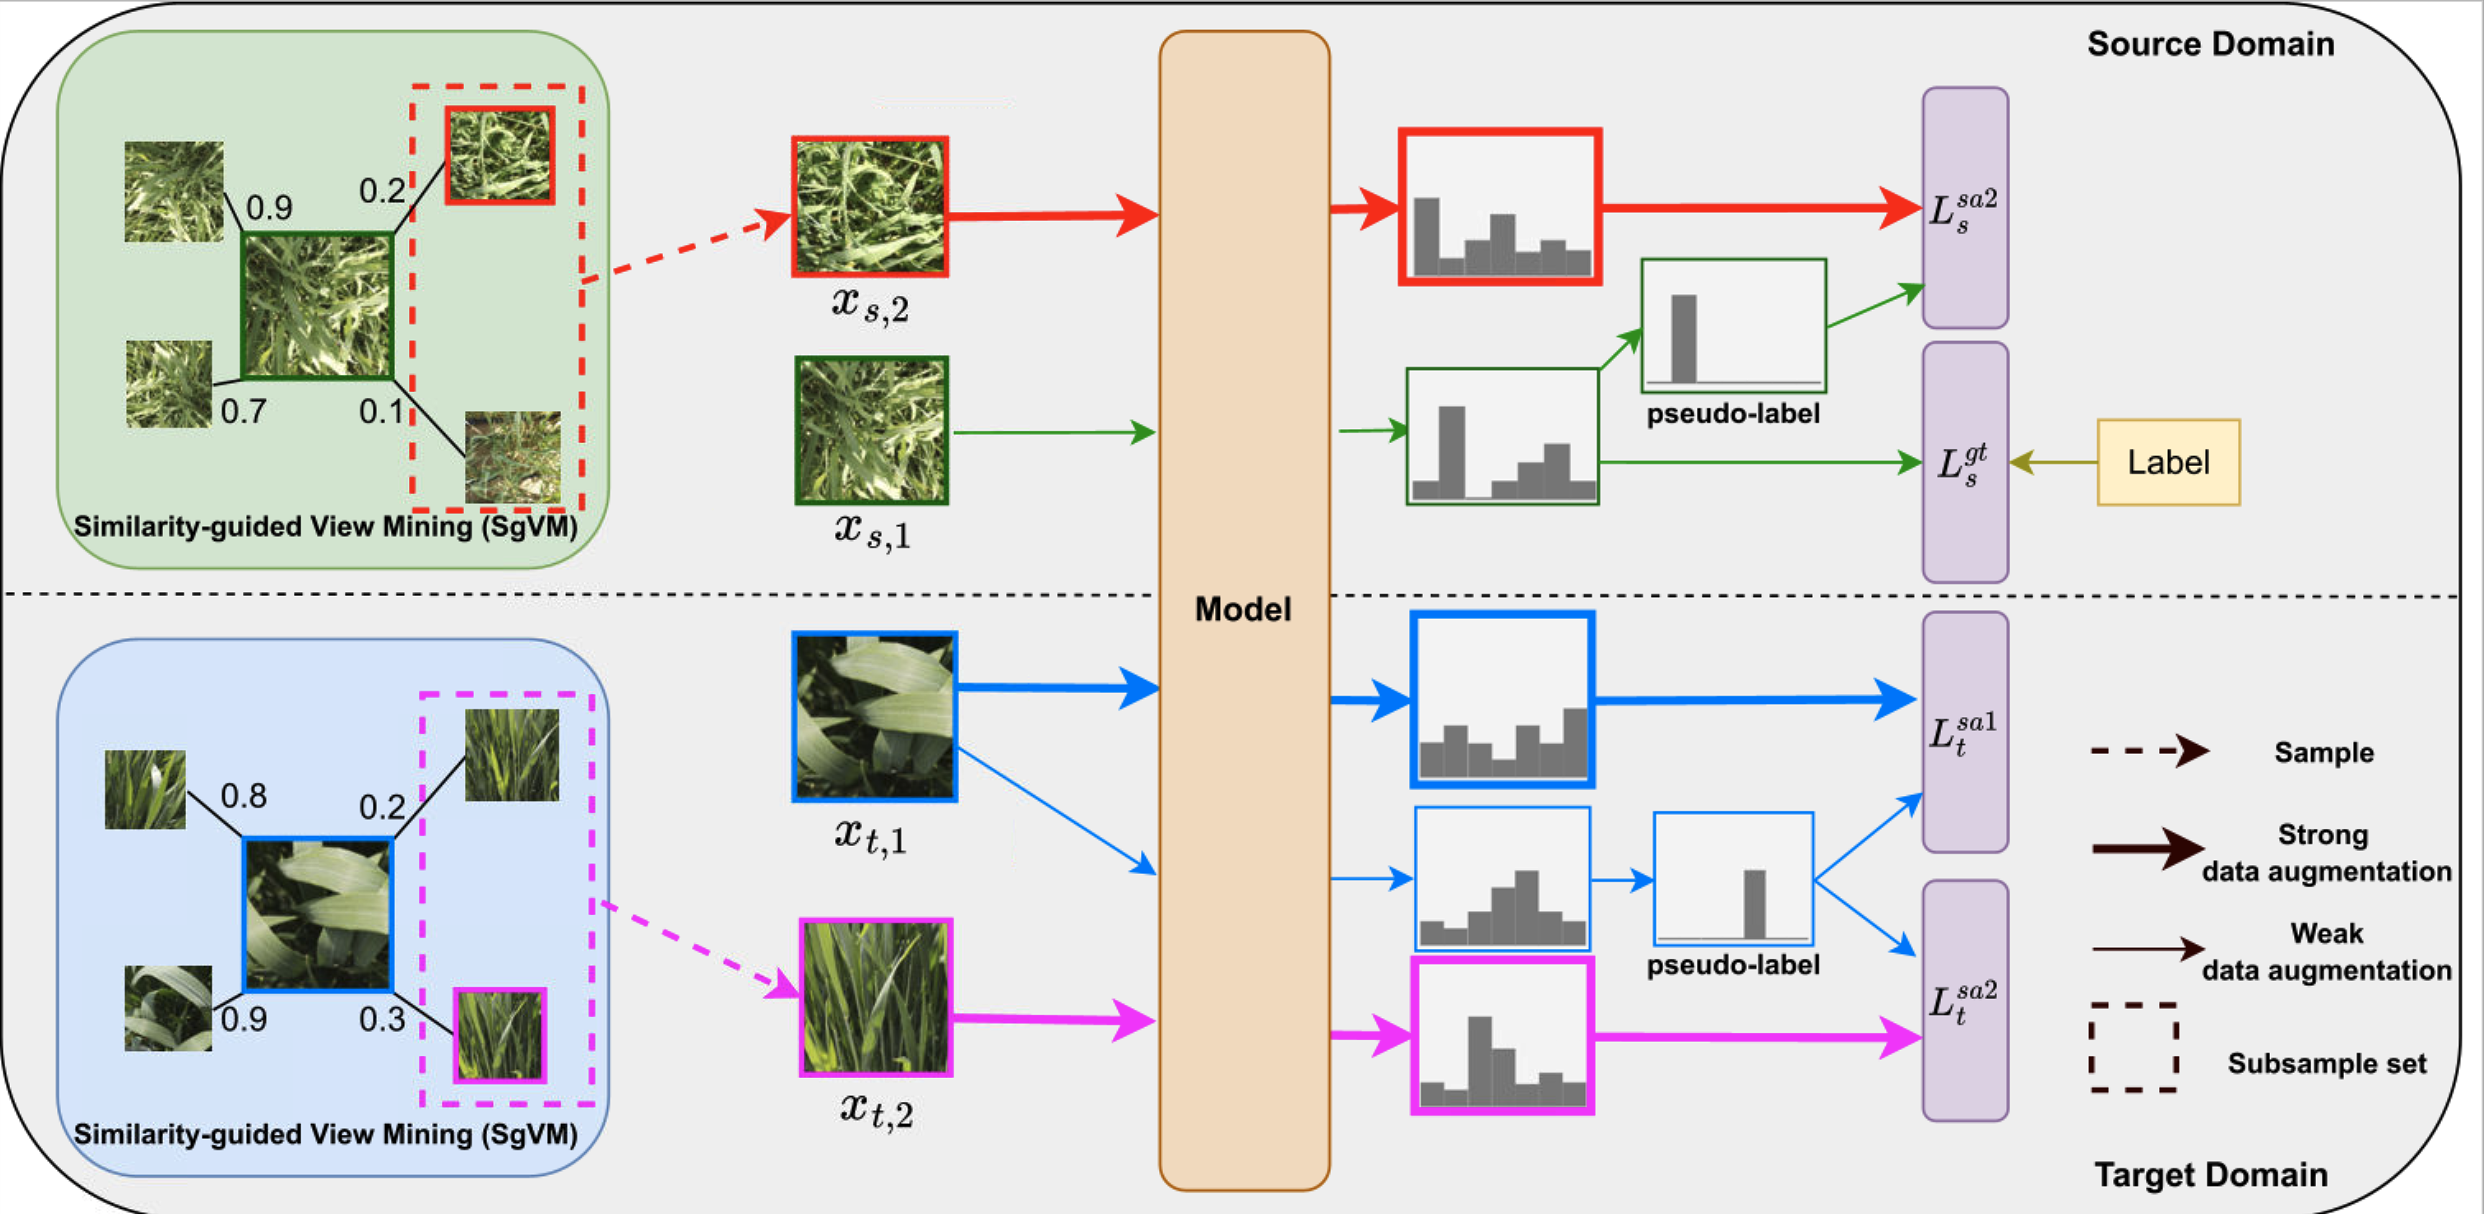 Source Domain
0.9
0.2
0.7
0.1
Similarity-guided View Mining (SgVM)
x_{s,2}
x_{s,1}
Model
pseudo-label
L_s^{sa2}
L_s^{gt}
Label
0.8
0.2
0.9
0.3
Similarity-guided View Mining (SgVM)
x_{t,1}
x_{t,2}
pseudo-label
L_t^{sa1}
L_t^{sa2}
Sample
Strong
data augmentation
Weak
data augmentation
Subsample set
Target Domain